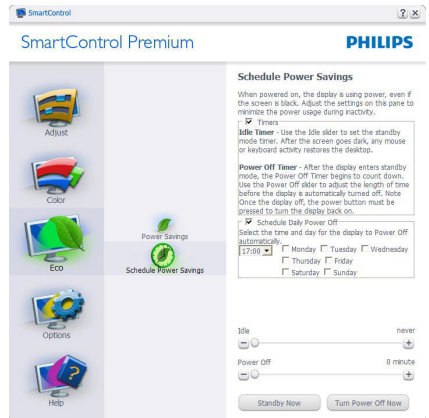 SmartControl
SmartControl Premium
PHILIPS
Adjust
Color
Eco
Options
Help
Power Savings
Schedule Power Savings
Schedule Power Savings
When powered on, the display is using power, even if
the screen is black. Adjust the settings on this pane to
minimize the power usage during inactivity.
Timers
Idle Timer - Use the Idle slider to set the standby
mode timer. After the screen goes dark, any mouse
or keyboard activity restores the desktop.
Power Off Timer - After the display enters standby
mode, the Power Off Timer begins to count down.
Use the Power Off slider to adjust the length of time
before the display is automatically turned off. Note
Once the display off, the power button must be
pressed to turn the display back on.
Schedule Daily Power Off
Select the time and day for the display to Power Off
automatically.
17:00 Monday Tuesday Wednesday
Thursday Friday
Saturday Sunday
Idle never
Power Off 0 minute
Standby Now Turn Power Off Now